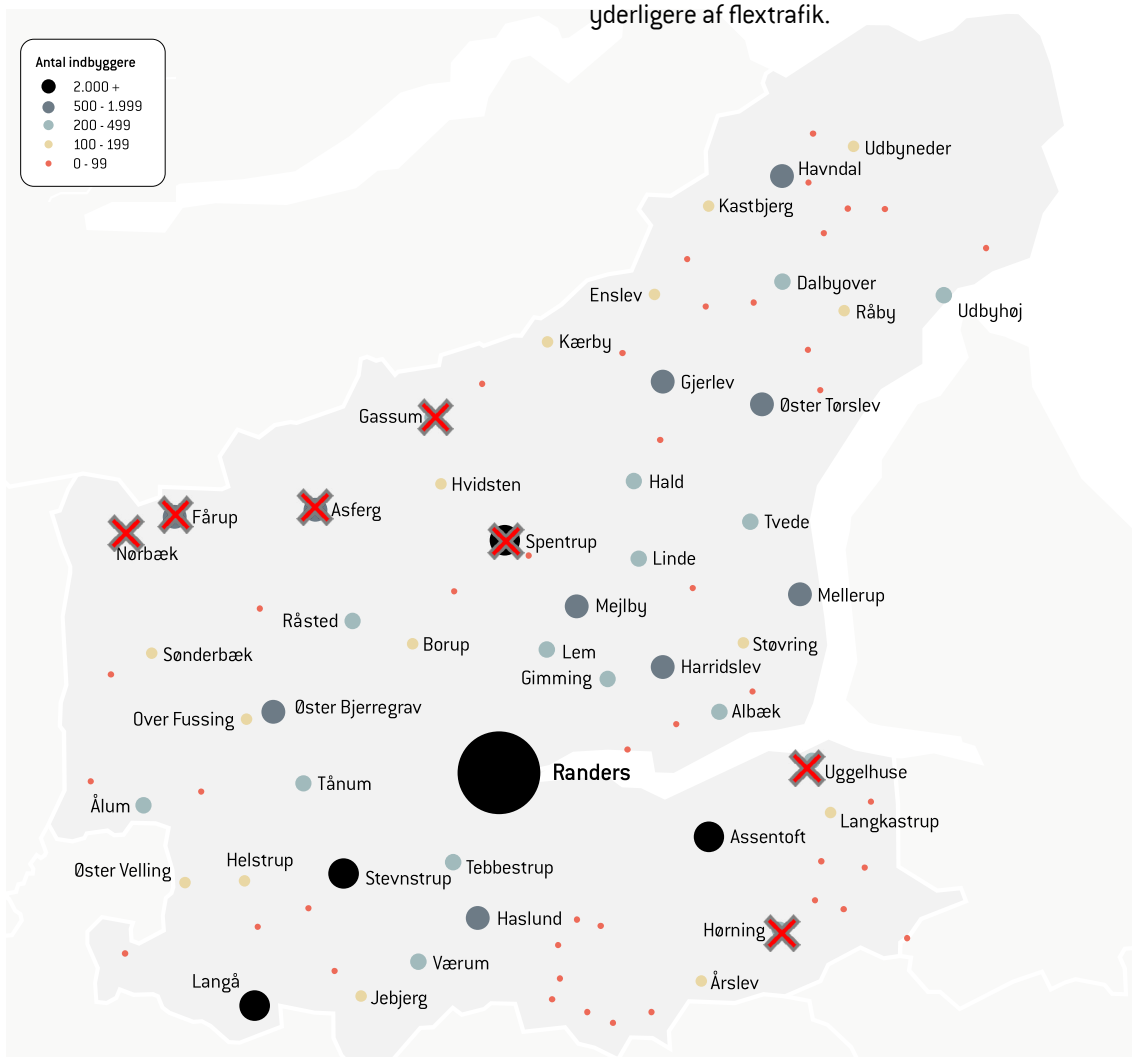 yderligere af flextrafik.
Antal indbyggere
2.000 +
500 - 1.999
200 - 499
100 - 199
0 - 99
Udbyneder
Havndal
Kastbjerg
Dalbyover
Enslev
Råby
Udbyhøj
Kærby
Gjerlev
Øster Tørslev
Gassum
Hvidsten
Hald
Asferg
Fårup
Tvede
Spentrup
Nørbæk
Linde
Mellerup
Mejlby
Råsted
Borup
Støvring
Lem
Sønderbæk
Harridslev
Gimming
Øster Bjerregrav
Albæk
Over Fussing
Randers
Uggelhuse
Tånum
Ålum
Langkastrup
Assentoft
Helstrup
Øster Velling
Tebbestrup
Stevnstrup
Haslund
Hørning
Værum
Langå
Årslev
Jebjerg